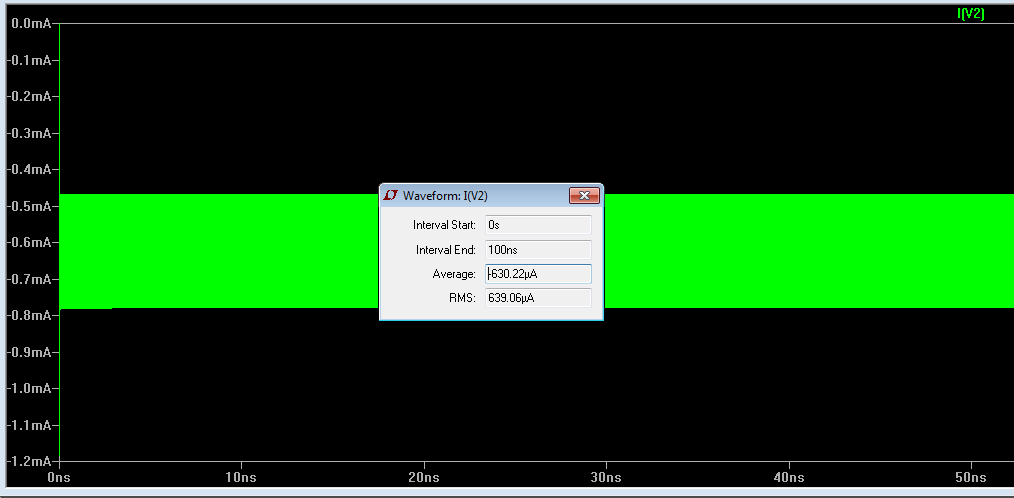 I(V2)
0.0mA
-0.1mA
-0.2mA
-0.3mA
-0.4mA
-0.5mA
-0.6mA
-0.7mA
-0.8mA
-0.9mA
-1.0mA
-1.1mA
-1.2mA
Waveform: I(V2)
Interval Start: 0s
Interval End: 100ns
Average: -630.22µA
RMS: 639.06µA
0ns 10ns 20ns 30ns 40ns 50ns